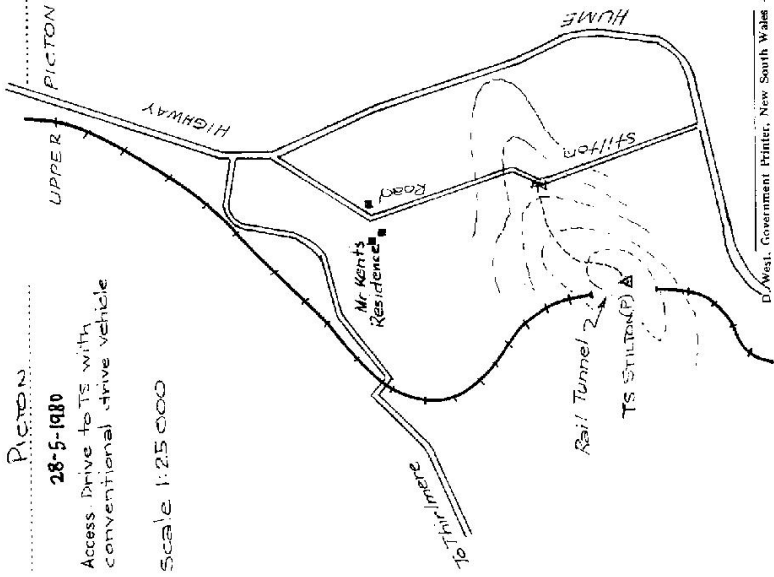 PICTON
UPPER PICTON
28-5-1980
Access. Drive to TS with
conventional drive vehicle
Scale 1:25 000
HIGHWAY
HUME
Stilton
Road
Mr Kents
Residence
Rail Tunnel
TS STILTON(P)
To Thirlmere
D. West, Government Printer, New South Wales